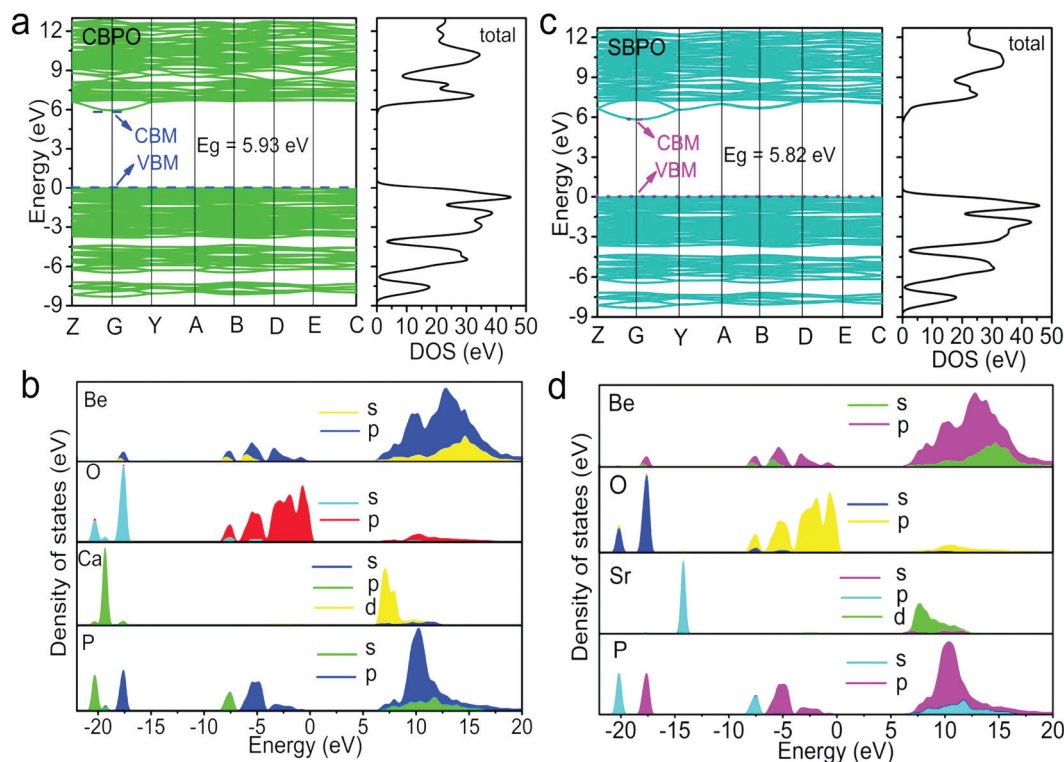 a
CBPO
total
Energy (eV)
12
9
6
3
0
-3
-6
-9
CBM
VBM
Eg = 5.93 eV
Z G Y A B D E C
0 10 20 30 40 50
DOS (eV)
c
SBPO
total
Energy (eV)
12
9
6
3
0
-3
-6
-9
CBM
VBM
Eg = 5.82 eV
Z G Y A B D E C
0 10 20 30 40 50
DOS (eV)
b
Density of states (eV)
Be
s
p
O
s
p
Ca
s
p
d
P
s
p
-20 -15 -10 -5 0 5 10 15 20
Energy (eV)
d
Density of states (eV)
Be
s
p
O
s
p
Sr
s
p
d
P
s
p
-20 -15 -10 -5 0 5 10 15 20
Energy (eV)